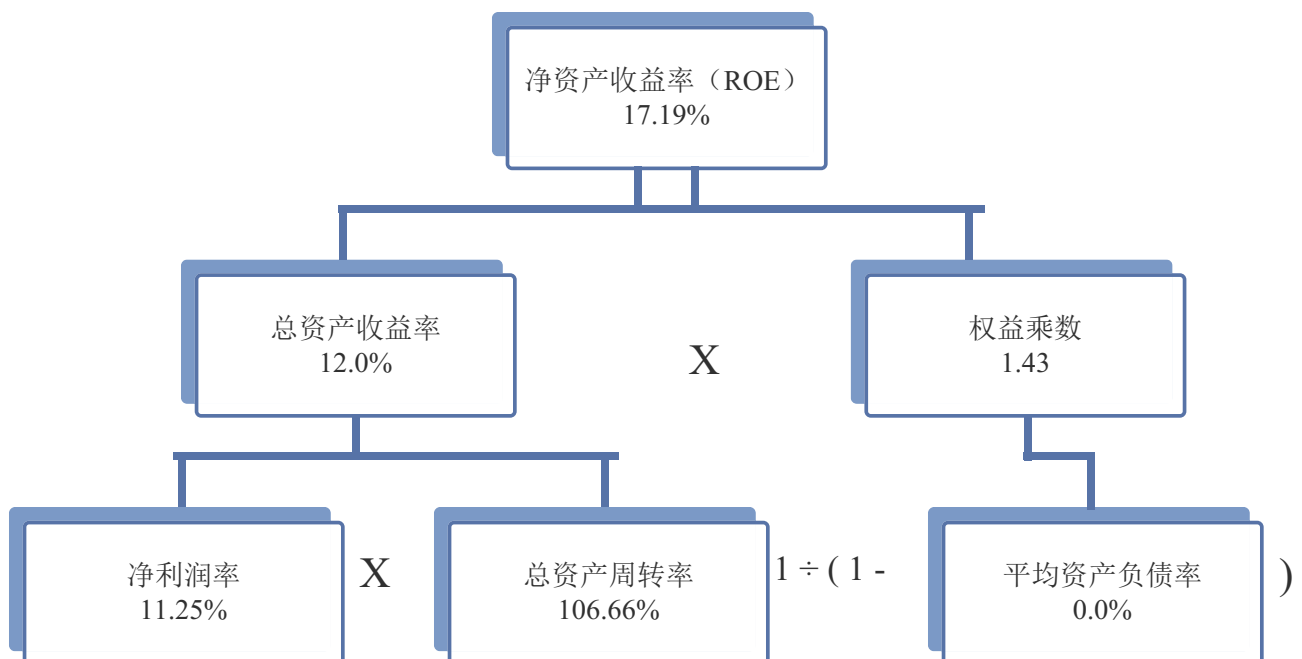 净资产收益率（ROE）
17.19%
总资产收益率
12.0%
X
权益乘数
1.43
净利润率
11.25%
X
总资产周转率
106.66%
1 ÷ ( 1 -
平均资产负债率
0.0%
)